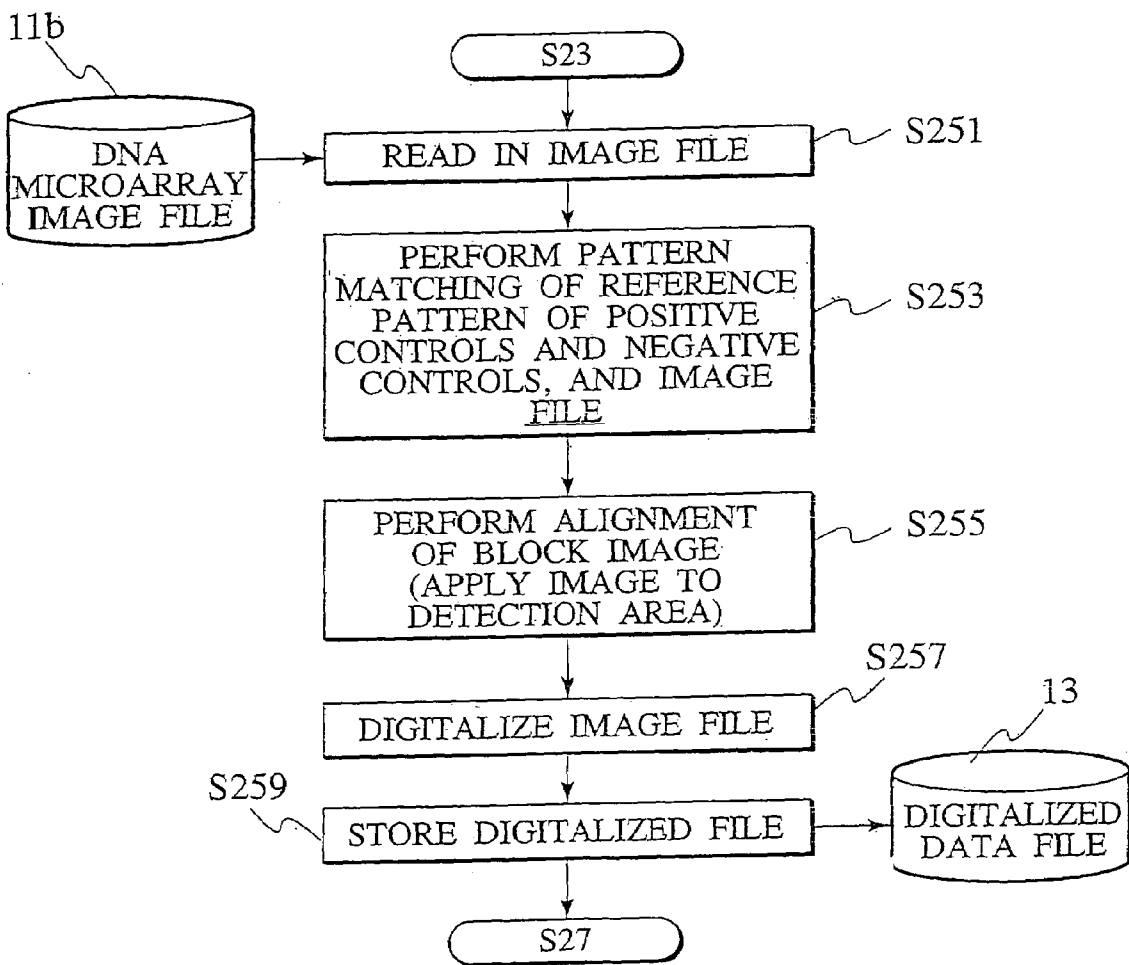 11b
S23
DNA
MICROARRAY
IMAGE FILE
READ IN IMAGE FILE
S251
PERFORM PATTERN
MATCHING OF REFERENCE
PATTERN OF POSITIVE
CONTROLS AND NEGATIVE
CONTROLS, AND IMAGE
FILE
S253
PERFORM ALIGNMENT
OF BLOCK IMAGE
(APPLY IMAGE TO
DETECTION AREA)
S255
DIGITALIZE IMAGE FILE
S257
13
S259
STORE DIGITALIZED FILE
DIGITALIZED
DATA FILE
S27